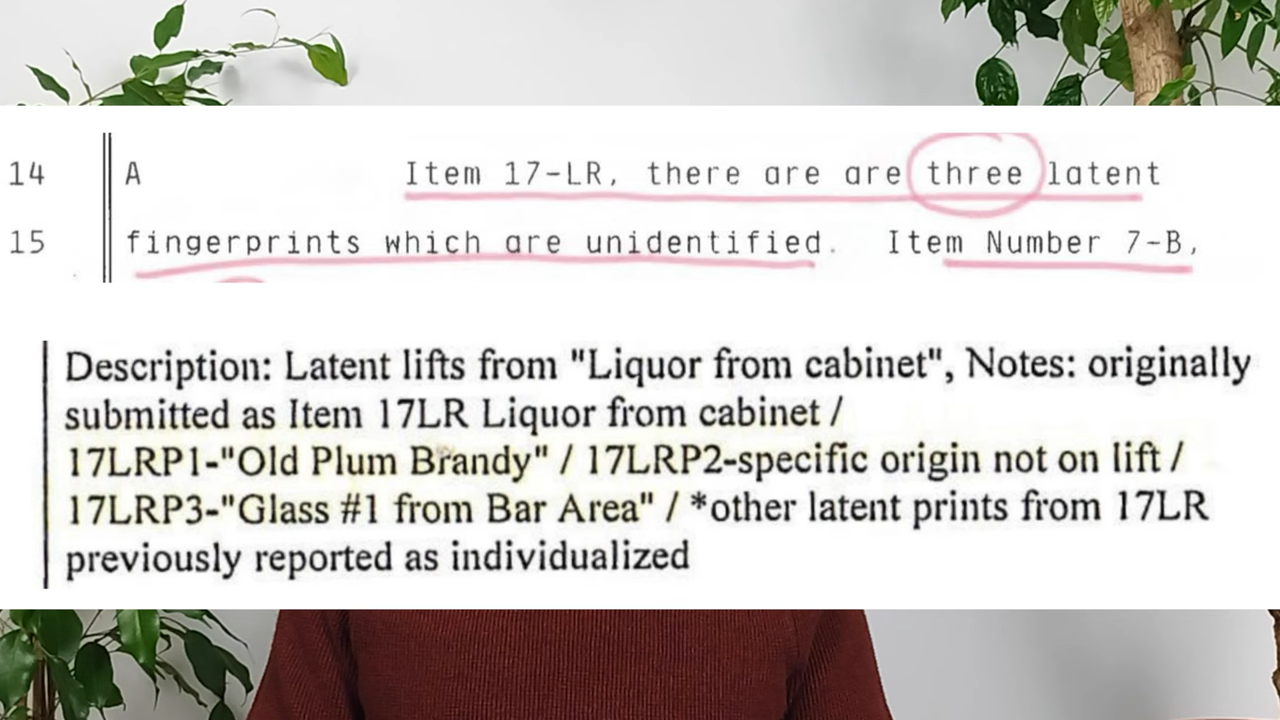 14 A Item 17-LR, there are are three latent
15 fingerprints which are unidentified. Item Number 7-B,
Description: Latent lifts from "Liquor from cabinet", Notes: originally
submitted as Item 17LR Liquor from cabinet /
17LRP1-"Old Plum Brandy" / 17LRP2-specific origin not on lift /
17LRP3-"Glass #1 from Bar Area" / *other latent prints from 17LR
previously reported as individualized